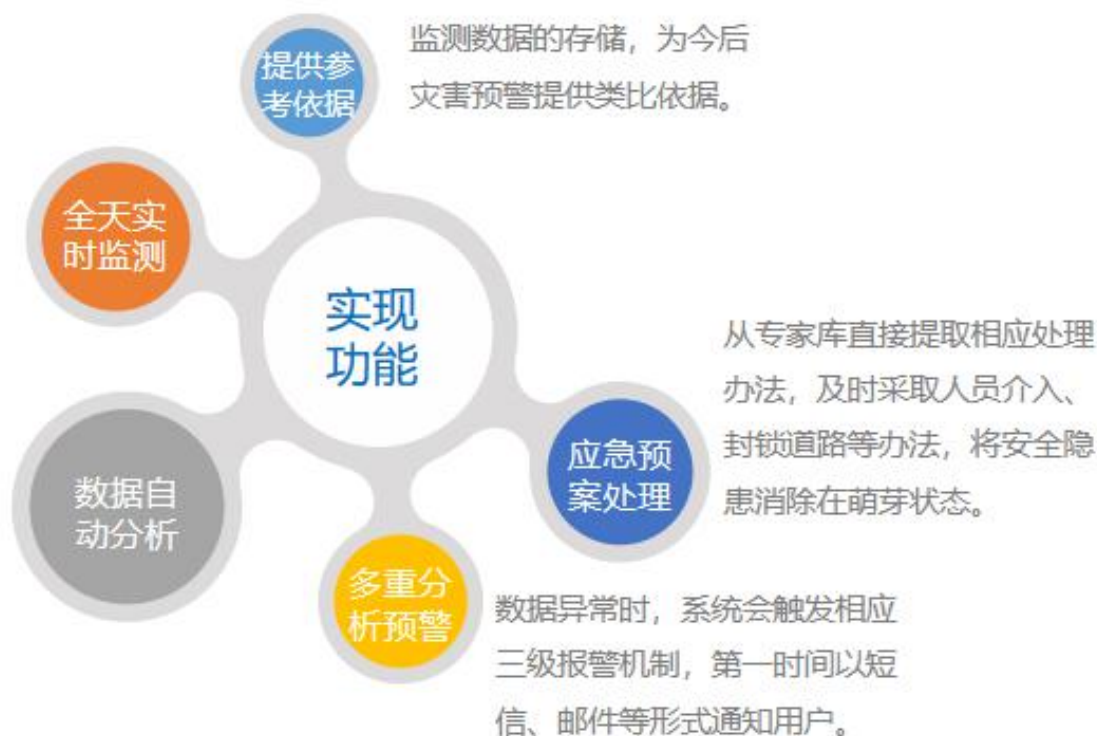 提供参
考依据
监测数据的存储，为今后
灾害预警提供类比依据。
全天实
时监测
实现
功能
从专家库直接提取相应处理
办法，及时采取人员介入、
封锁道路等办法，将安全隐
患消除在萌芽状态。
应急预
案处理
数据自
动分析
多重分
析预警
数据异常时，系统会触发相应
三级报警机制，第一时间以短
信、邮件等形式通知用户。